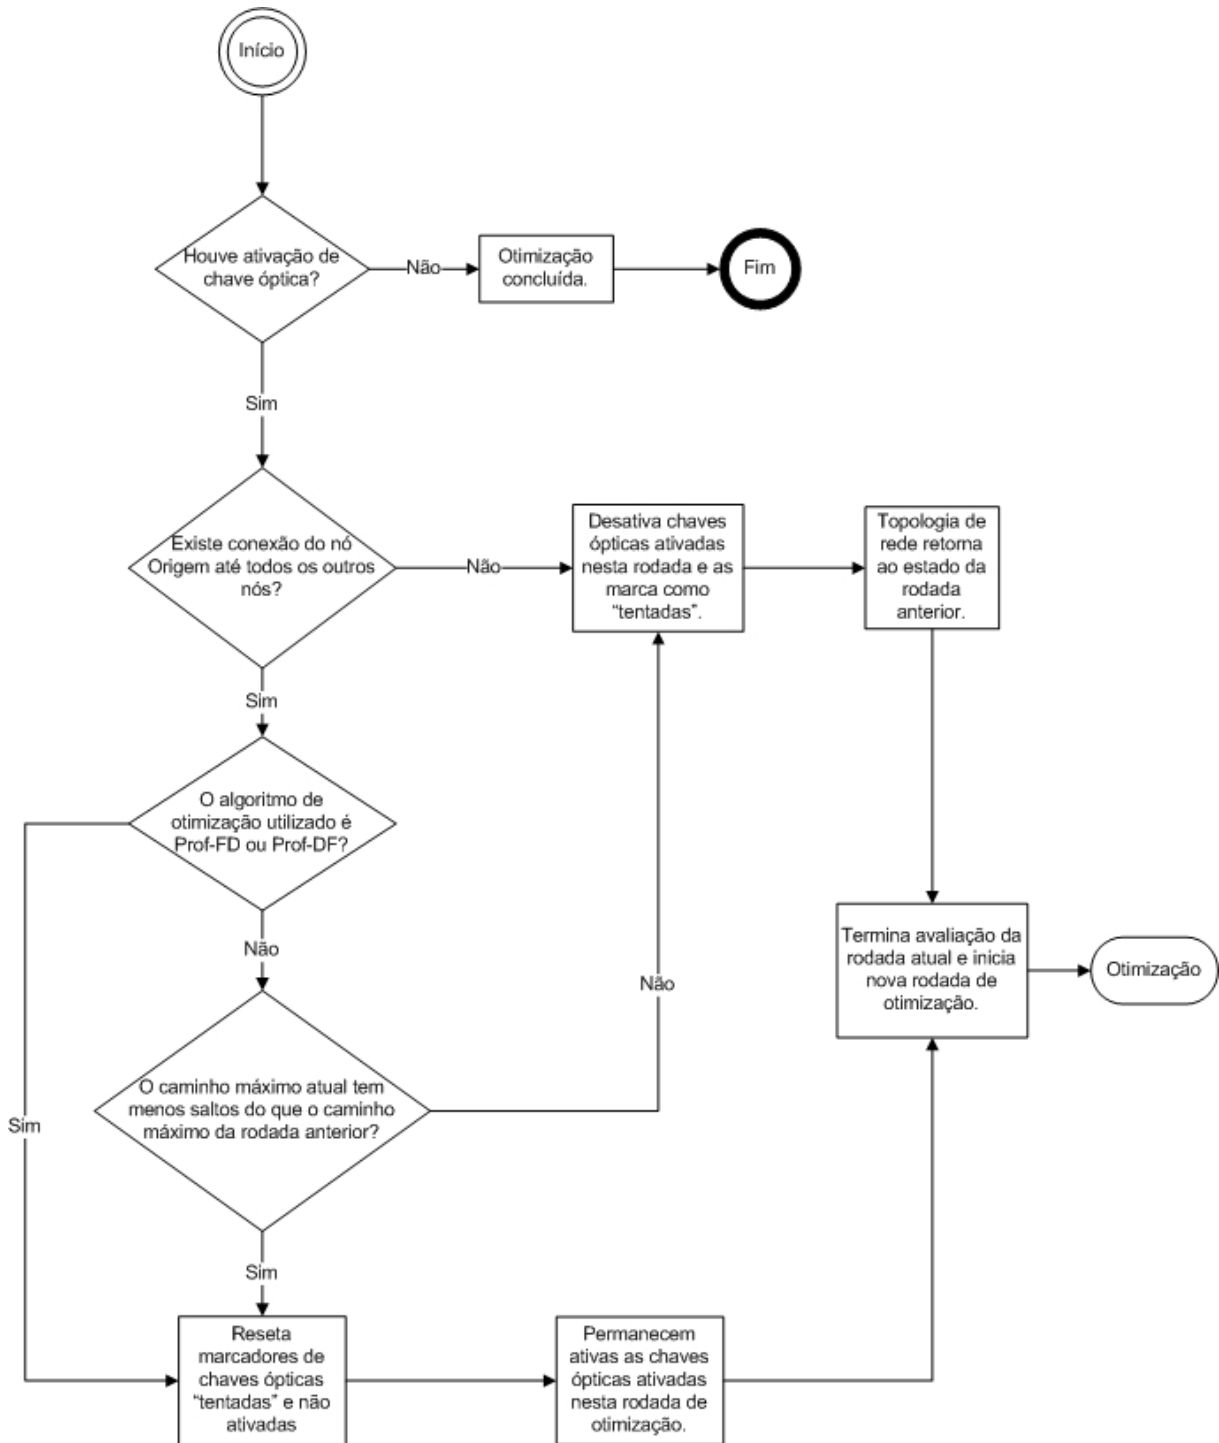 Início
Houve ativação de
chave óptica?
Não
Otimização
concluída.
Fim
Sim
Existe conexão do nó
Origem até todos os outros
nós?
Não
Desativa chaves
ópticas ativadas
nesta rodada e as
marca como
“tentadas”.
Topologia de
rede retorna
ao estado da
rodada
anterior.
Sim
O algoritmo de
otimização utilizado é
Prof-FD ou Prof-DF?
Não
Não
Termina avaliação da
rodada atual e inicia
nova rodada de
otimização.
Otimização
O caminho máximo atual tem
menos saltos do que o caminho
máximo da rodada anterior?
Sim
Sim
Reseta
marcadores de
chaves ópticas
“tentadas” e não
ativadas
Permanecem
ativas as chaves
ópticas ativadas
nesta rodada de
otimização.